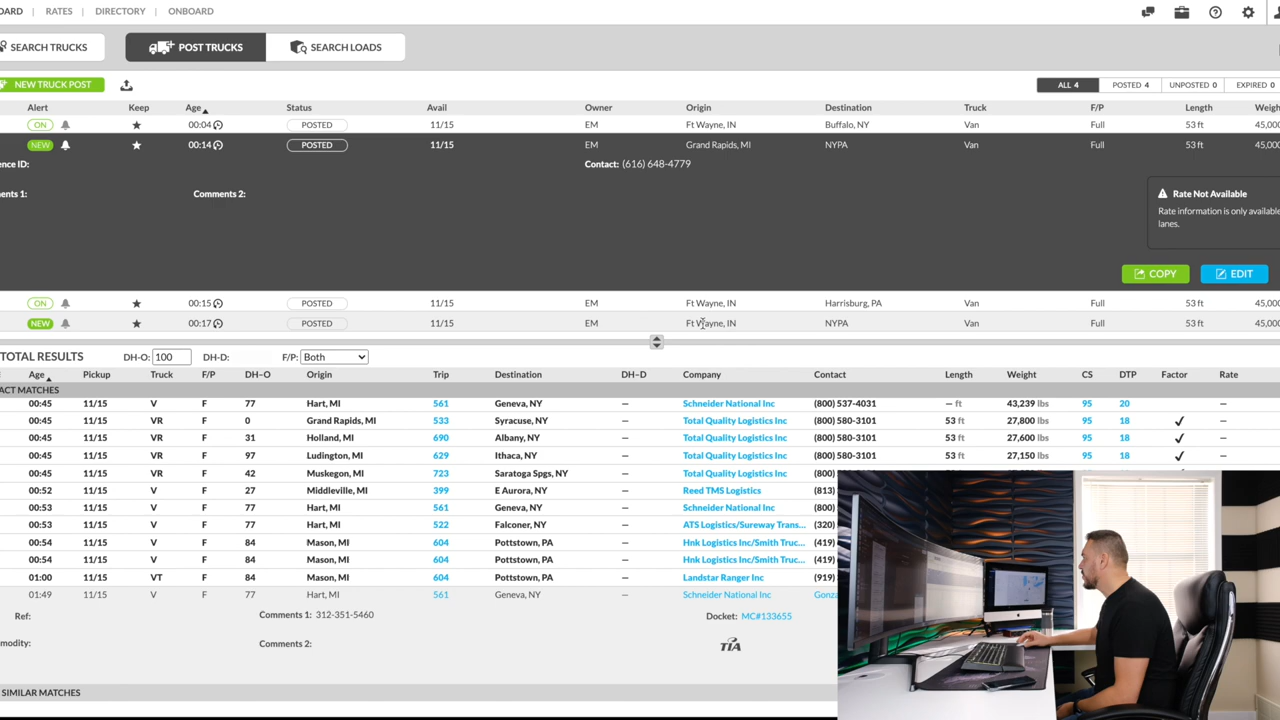 OARD RATES DIRECTORY ONBOARD
SEARCH TRUCKS POST TRUCKS SEARCH LOADS
NEW TRUCK POST ALL 4 POSTED 4 UNPOSTED 0 EXPIRED 0
Alert Keep Age Status Avail Owner Origin Destination Truck F/P Length Weigh
ON 00:04 POSTED 11/15 EM Ft Wayne, IN Buffalo, NY Van Full 53 ft 45,000
NEW 00:14 POSTED 11/15 EM Grand Rapids, MI NYPA Van Full 53 ft 45,000
ence ID: Contact: (616) 648-4779
ents 1: Comments 2: Rate Not Available
Rate information is only available
lanes.
COPY EDIT
ON 00:15 POSTED 11/15 EM Ft Wayne, IN Harrisburg, PA Van Full 53 ft 45,000
NEW 00:17 POSTED 11/15 EM Ft Wayne, IN NYPA Van Full 53 ft 45,000
TOTAL RESULTS DH-O: 100 DH-D: F/P: Both
Age Pickup Truck F/P DH-O Origin Trip Destination DH-D Company Contact Length Weight CS DTP Factor Rate
ACT MATCHES
00:45 11/15 V F 77 Hart, MI 561 Geneva, NY — Schneider National Inc (800) 537-4031 — ft 43,239 lbs 95 20 —
00:45 11/15 VR F 0 Grand Rapids, MI 533 Syracuse, NY — Total Quality Logistics Inc (800) 580-3101 53 ft 27,800 lbs 95 18 ✓ —
00:45 11/15 VR F 31 Holland, MI 690 Albany, NY — Total Quality Logistics Inc (800) 580-3101 53 ft 27,600 lbs 95 18 ✓ —
00:45 11/15 VR F 97 Ludington, MI 629 Ithaca, NY — Total Quality Logistics Inc (800) 580-3101 53 ft 27,150 lbs 95 18 ✓ —
00:45 11/15 VR F 42 Muskegon, MI 723 Saratoga Spgs, NY — Total Quality Logistics Inc (800)
00:52 11/15 V F 27 Middleville, MI 399 E Aurora, NY — Reed TMS Logistics (813)
00:53 11/15 V F 77 Hart, MI 561 Geneva, NY — Schneider National Inc (800)
00:53 11/15 V F 77 Hart, MI 522 Falconer, NY — ATS Logistics/Sureway Trans... (320)
00:54 11/15 V F 84 Mason, MI 604 Pottstown, PA — Hnk Logistics Inc/Smith Truc... (419)
00:54 11/15 V F 84 Mason, MI 604 Pottstown, PA — Hnk Logistics Inc/Smith Truc... (419)
01:00 11/15 VT F 84 Mason, MI 604 Pottstown, PA — Landstar Ranger Inc (919)
01:49 11/15 V F 77 Hart, MI 561 Geneva, NY — Schneider National Inc Gonza
Ref: Comments 1: 312-351-5460 Docket: MC#133655
modity: Comments 2: TIA
SIMILAR MATCHES